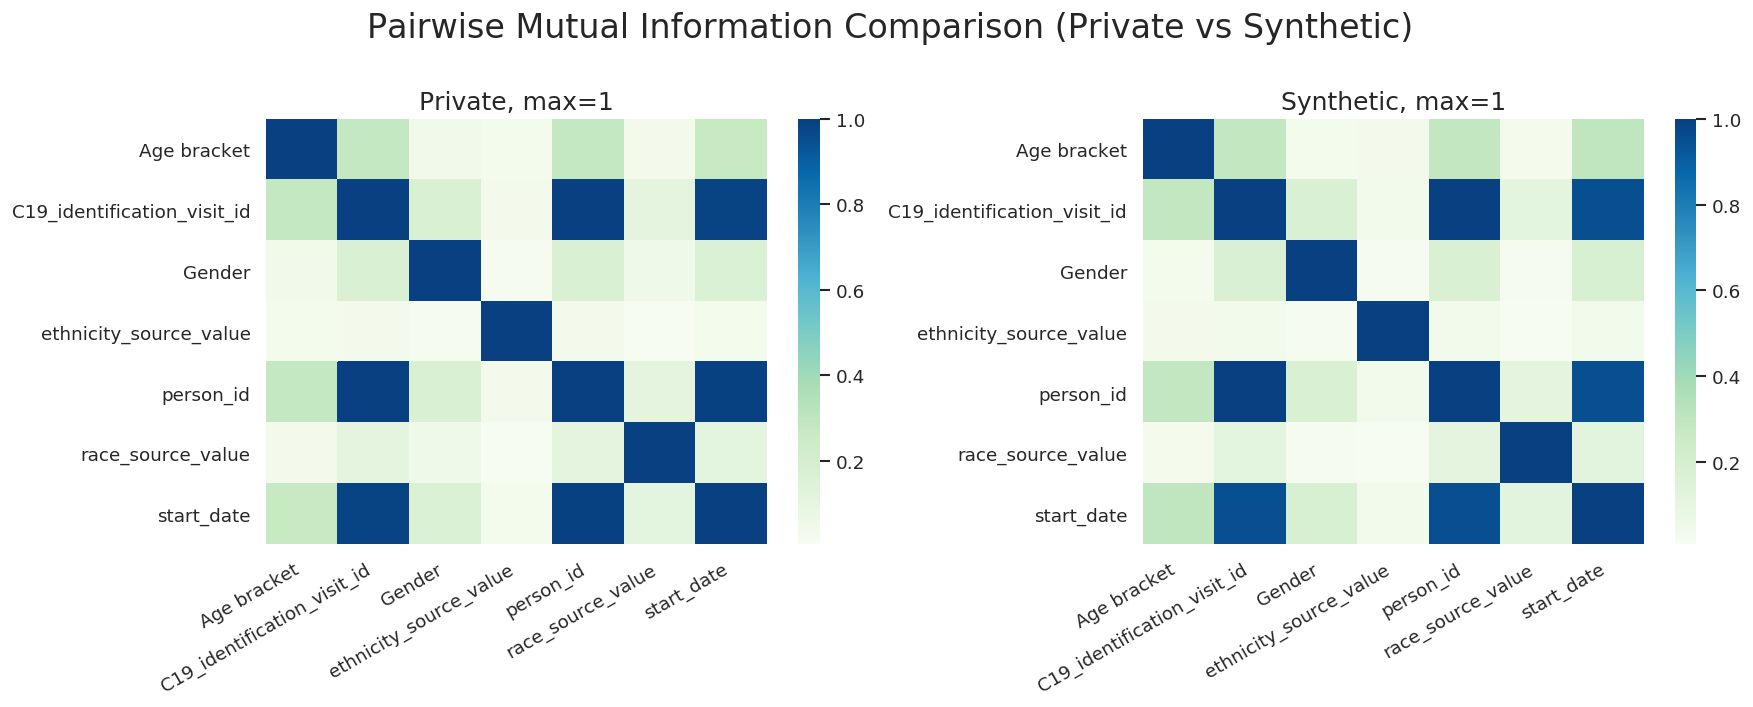 Pairwise Mutual Information Comparison (Private vs Synthetic)
Private, max=1
Age bracket
C19_identification_visit_id
Gender
ethnicity_source_value
person_id
race_source_value
start_date
Age bracket
C19_identification_visit_id
Gender
ethnicity_source_value
person_id
race_source_value
start_date
1.0
0.8
0.6
0.4
0.2
Synthetic, max=1
Age bracket
C19_identification_visit_id
Gender
ethnicity_source_value
person_id
race_source_value
start_date
Age bracket
C19_identification_visit_id
Gender
ethnicity_source_value
person_id
race_source_value
start_date
1.0
0.8
0.6
0.4
0.2